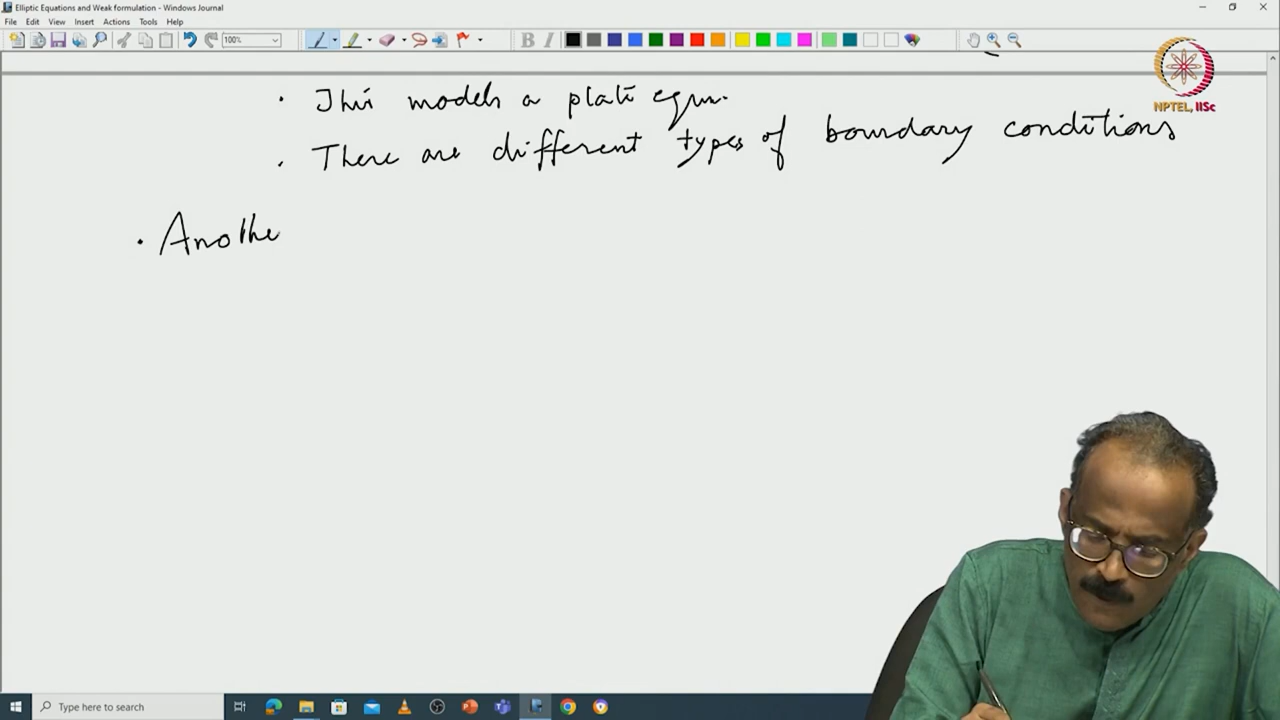 Elliptic Equations and Weak formulation - Windows Journal
File Edit View Insert Actions Tools Help
100% B I
NPTEL, IISc
· This models a plate eqn.
· There are different types of boundary conditions
· Anothe
Type here to search